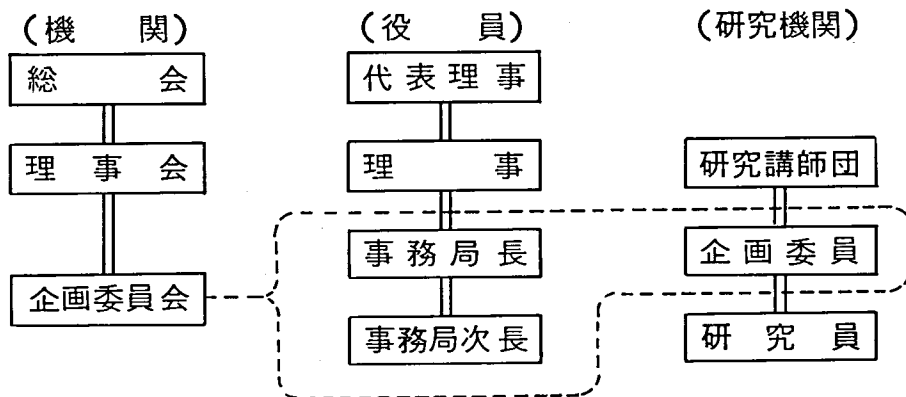 （機　　関）
総　　　会
理　事　会
企画委員会
（役　　員）
代 表 理 事
理　　　事
事 務 局 長
事務局次長
（研究機関）
研究講師団
企 画 委 員
研　究　員